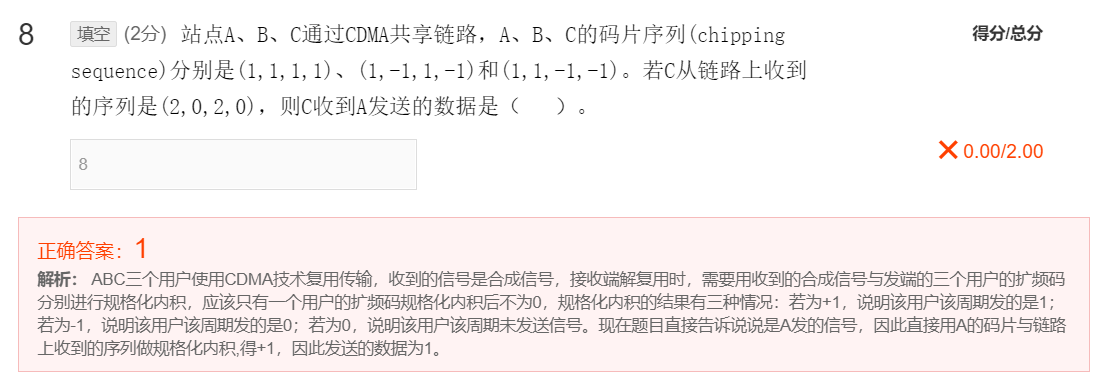 8 填空 (2分) 站点A、B、C通过CDMA共享链路，A、B、C的码片序列(chipping 得分/总分
sequence)分别是(1,1,1,1)、(1,-1,1,-1)和(1,1,-1,-1)。若C从链路上收到
的序列是(2,0,2,0)，则C收到A发送的数据是（ ）。
8
✕ 0.00/2.00
正确答案：1
解析： ABC三个用户使用CDMA技术复用传输，收到的信号是合成信号，接收端解复用时，需要用收到的合成信号与发端的三个用户的扩频码
分别进行规格化内积，应该只有一个用户的扩频码规格化内积后不为0，规格化内积的结果有三种情况：若为+1，说明该用户该周期发的是1；
若为-1，说明该用户该周期发的是0；若为0，说明该用户该周期未发送信号。现在题目直接告诉说说是A发的信号，因此直接用A的码片与链路
上收到的序列做规格化内积,得+1，因此发送的数据为1。